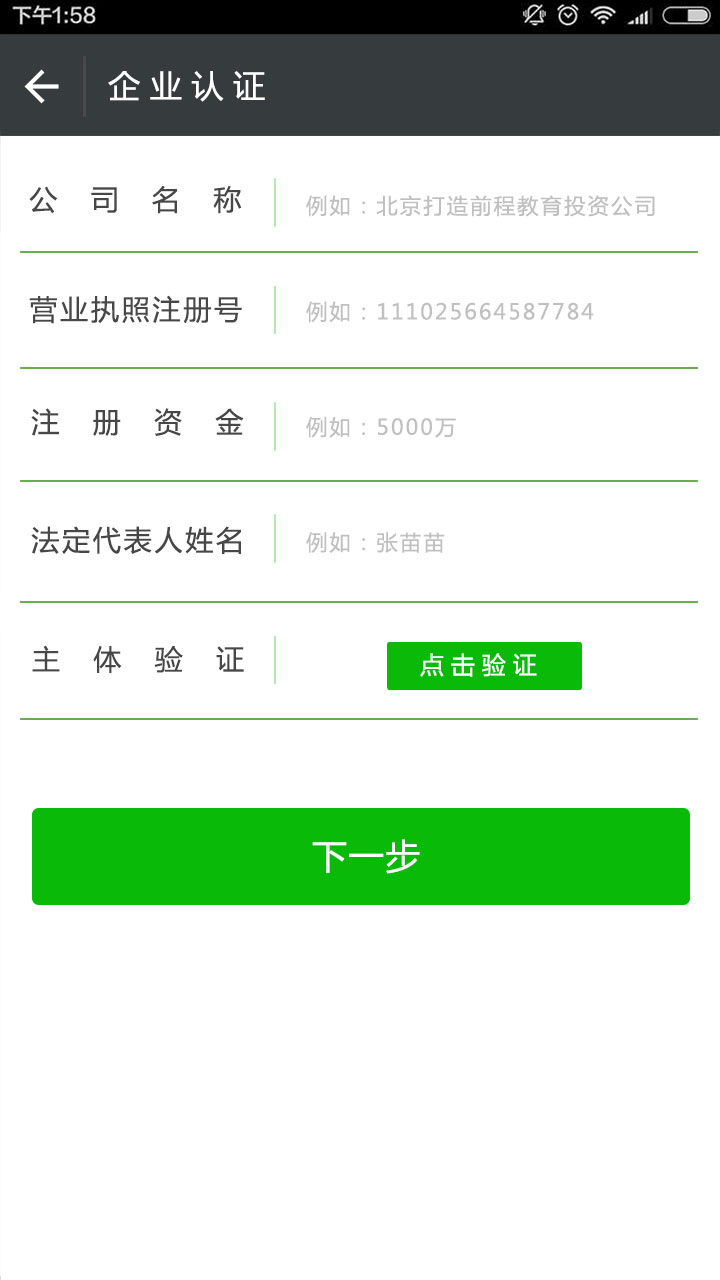 下午1:58
企业认证
公司名称 例如：北京打造前程教育投资公司
营业执照注册号 例如：111025664587784
注册资金 例如：5000万
法定代表人姓名 例如：张苗苗
主体验证 点击验证
下一步